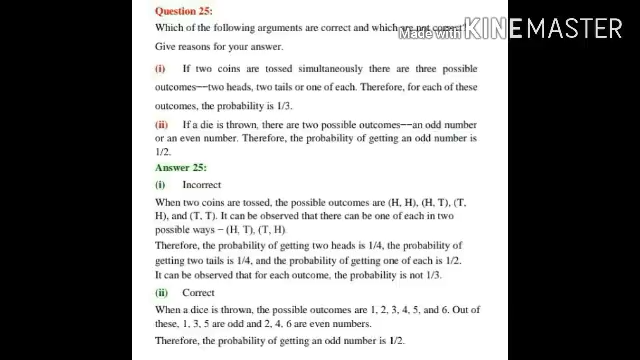 Question 25:
Which of the following arguments are correct and which are not correct?
Made with KINEMASTER
Give reasons for your answer.
(i) If two coins are tossed simultaneously there are three possible
outcomes––two heads, two tails or one of each. Therefore, for each of these
outcomes, the probability is 1/3.
(ii) If a die is thrown, there are two possible outcomes––an odd number
or an even number. Therefore, the probability of getting an odd number is
1/2.
Answer 25:
(i) Incorrect
When two coins are tossed, the possible outcomes are (H, H), (H, T), (T,
H), and (T, T). It can be observed that there can be one of each in two
possible ways − (H, T), (T, H).
Therefore, the probability of getting two heads is 1/4, the probability of
getting two tails is 1/4, and the probability of getting one of each is 1/2.
It can be observed that for each outcome, the probability is not 1/3.
(ii) Correct
When a dice is thrown, the possible outcomes are 1, 2, 3, 4, 5, and 6. Out of
these, 1, 3, 5 are odd and 2, 4, 6 are even numbers.
Therefore, the probability of getting an odd number is 1/2.